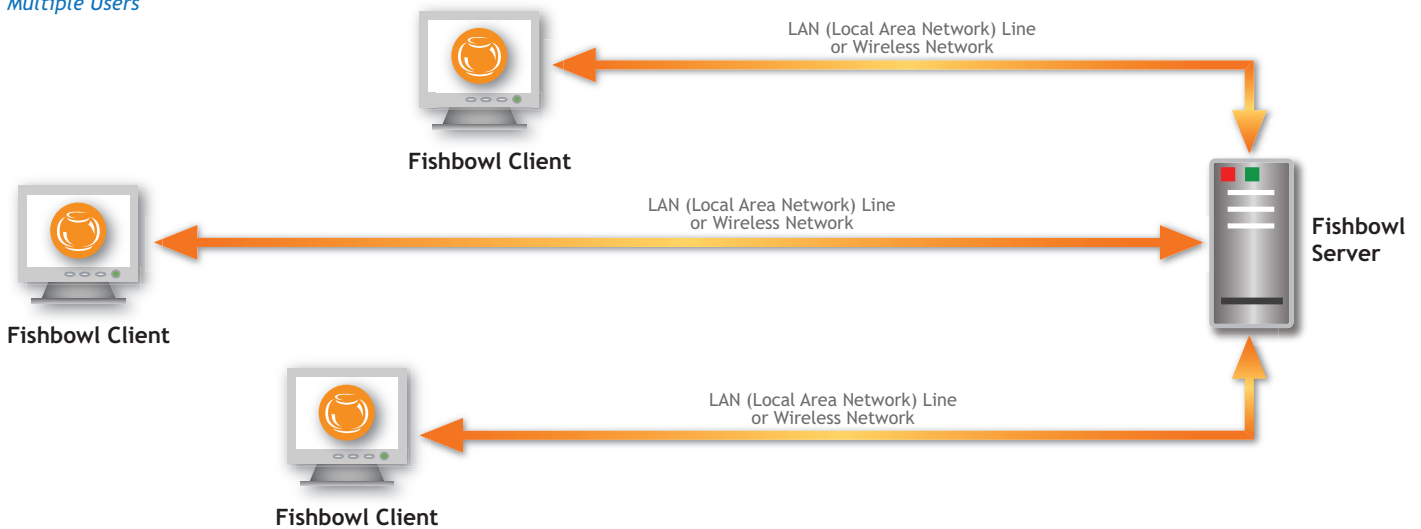 Multiple Users
LAN (Local Area Network) Line
or Wireless Network
Fishbowl Client
LAN (Local Area Network) Line
or Wireless Network
Fishbowl
Server
Fishbowl Client
LAN (Local Area Network) Line
or Wireless Network
Fishbowl Client